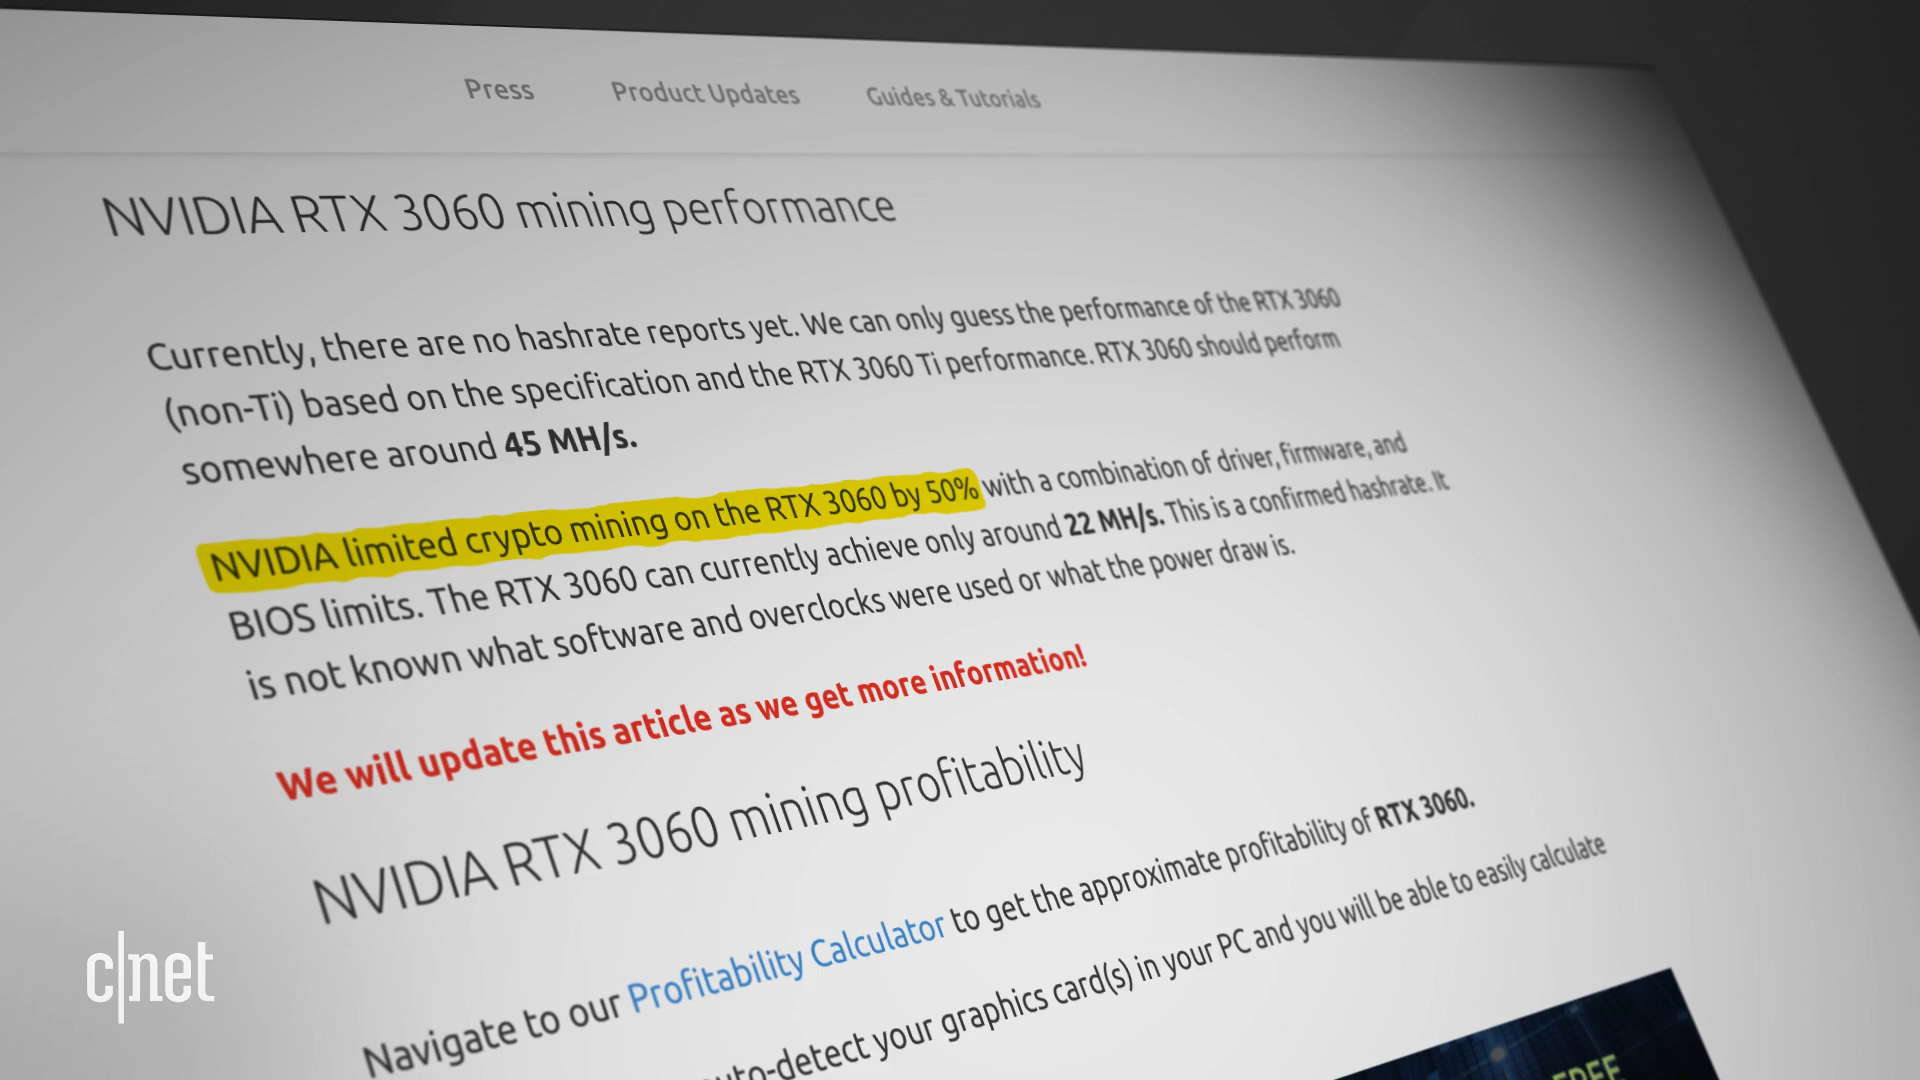 Press Product Updates Guides & Tutorials
NVIDIA RTX 3060 mining performance
Currently, there are no hashrate reports yet. We can only guess the performance of the RTX 3060
(non-Ti) based on the specification and the RTX 3060 Ti performance. RTX 3060 should perform
somewhere around 45 MH/s.
NVIDIA limited crypto mining on the RTX 3060 by 50% with a combination of driver, firmware, and
BIOS limits. The RTX 3060 can currently achieve only around 22 MH/s. This is a confirmed hashrate. It
is not known what software and overclocks were used or what the power draw is.
We will update this article as we get more information!
NVIDIA RTX 3060 mining profitability
Navigate to our Profitability Calculator to get the approximate profitability of RTX 3060.
auto-detect your graphics card(s) in your PC and you will be able to easily calculate
FREE
c|net